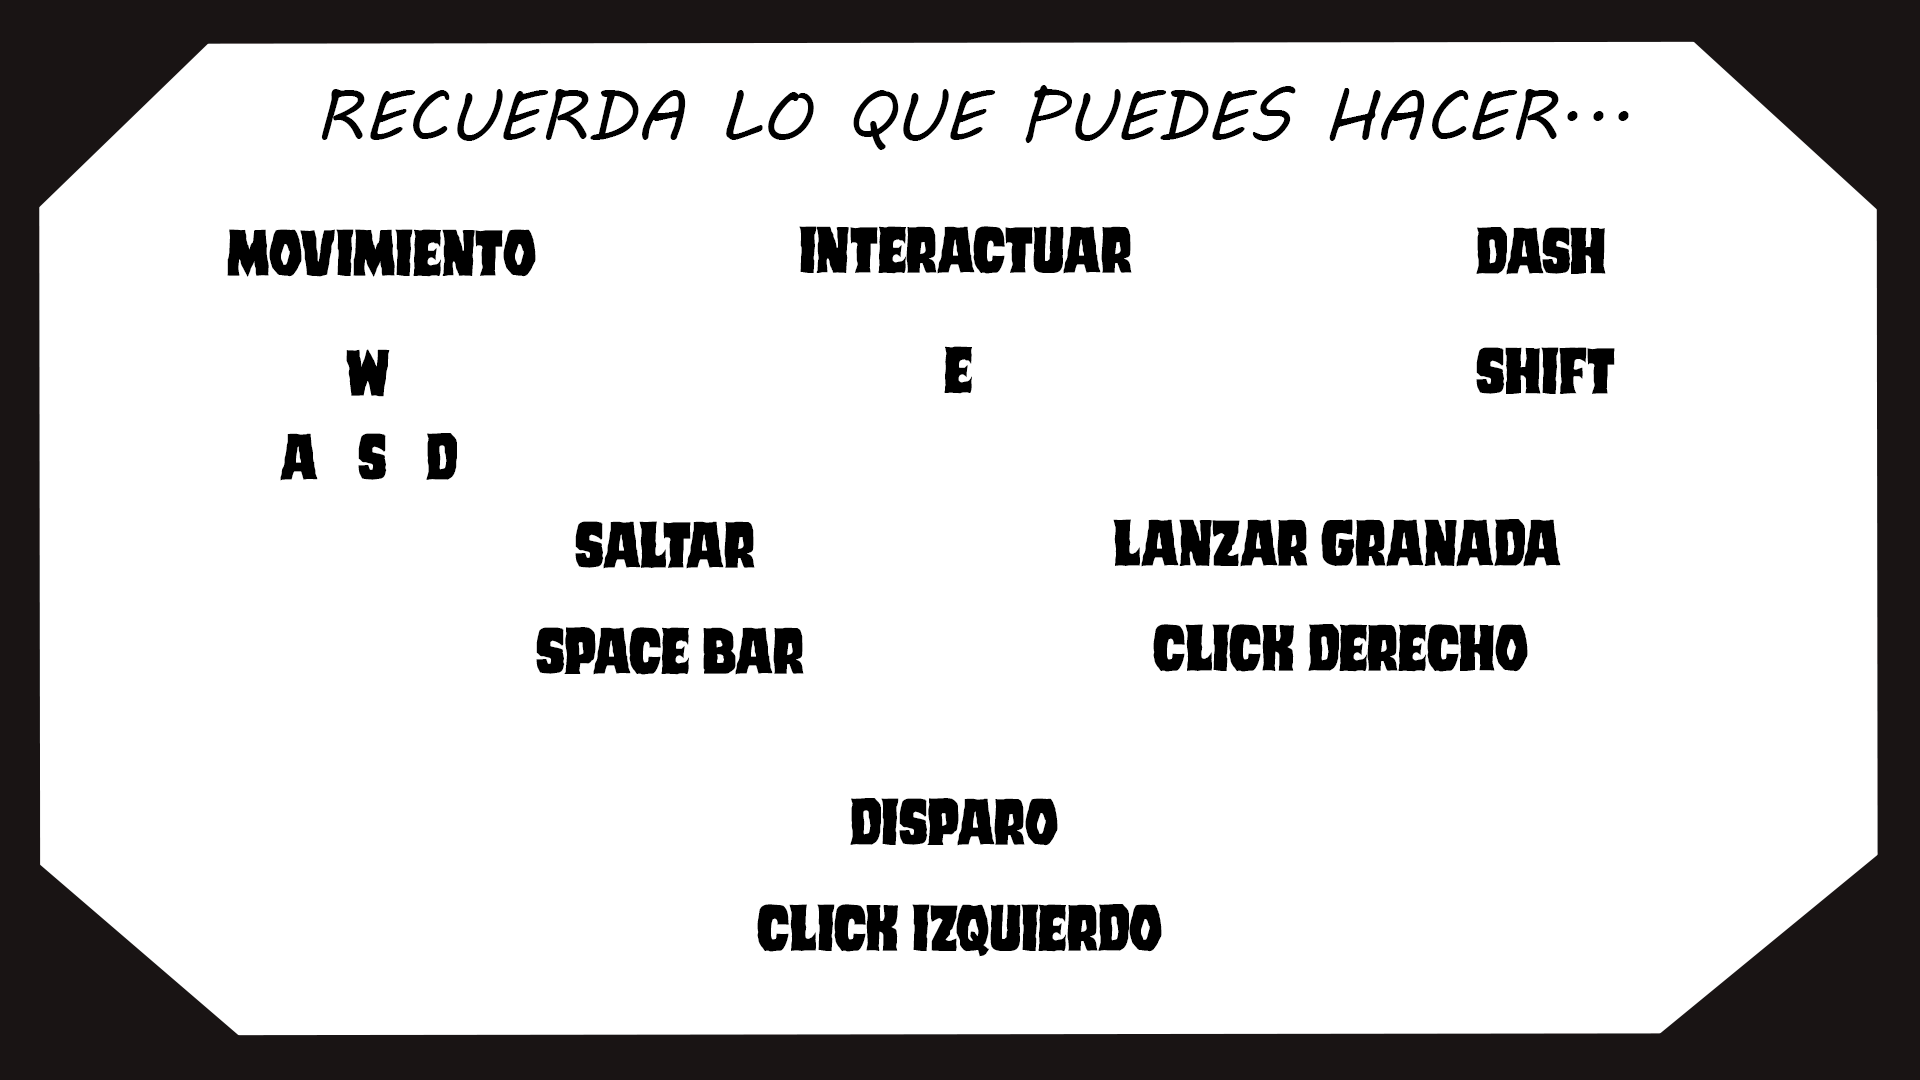 RECUERDA LO QUE PUEDES HACER...
MOVIMIENTO
W
A S D
INTERACTUAR
E
DASH
SHIFT
SALTAR
SPACE BAR
LANZAR GRANADA
CLICK DERECHO
DISPARO
CLICK IZQUIERDO